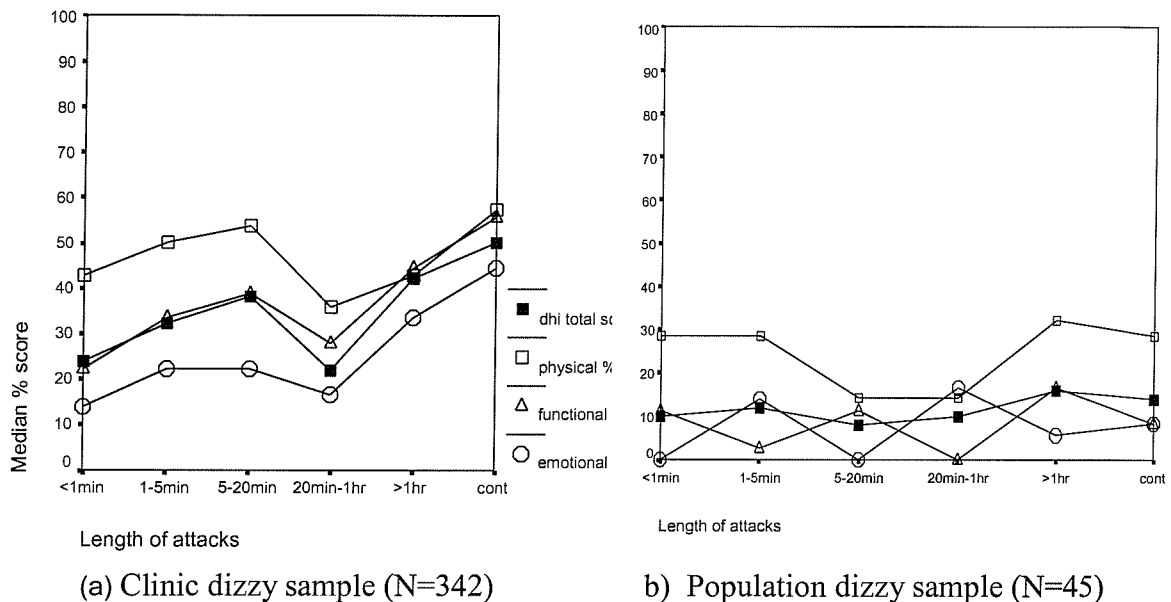 100
90
80
70
60
50
40
30
20
10
0
Median % score
<1min
1-5min
5-20min
20min-1hr
>1hr
cont
Length of attacks
dhi total sc
physical %
functional
emotional
(a) Clinic dizzy sample (N=342)
100
90
80
70
60
50
40
30
20
10
0
<1min
1-5min
5-20min
20min-1hr
>1hr
cont
Length of attacks
b) Population dizzy sample (N=45)